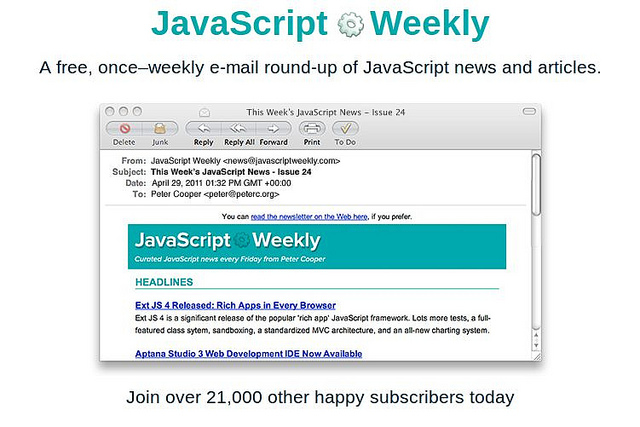 JavaScript Weekly
A free, once–weekly e-mail round-up of JavaScript news and articles.
This Week's JavaScript News – Issue 24
Delete Junk Reply Reply All Forward Print To Do
From: JavaScript Weekly <news@javascriptweekly.com>
Subject: This Week's JavaScript News - Issue 24
Date: April 29, 2011 01:32 PM GMT +00:00
To: Peter Cooper <peter@peterc.org>
You can read the newsletter on the Web here, if you prefer.
JavaScript Weekly
Curated JavaScript news every Friday from Peter Cooper
HEADLINES
Ext JS 4 Released: Rich Apps in Every Browser
Ext JS 4 is a significant release of the popular 'rich app' JavaScript framework. Lots more tests, a full-
featured class sytem, sandboxing, a standardized MVC architecture, and an all-new charting system.
Aptana Studio 3 Web Development IDE Now Available
Join over 21,000 other happy subscribers today